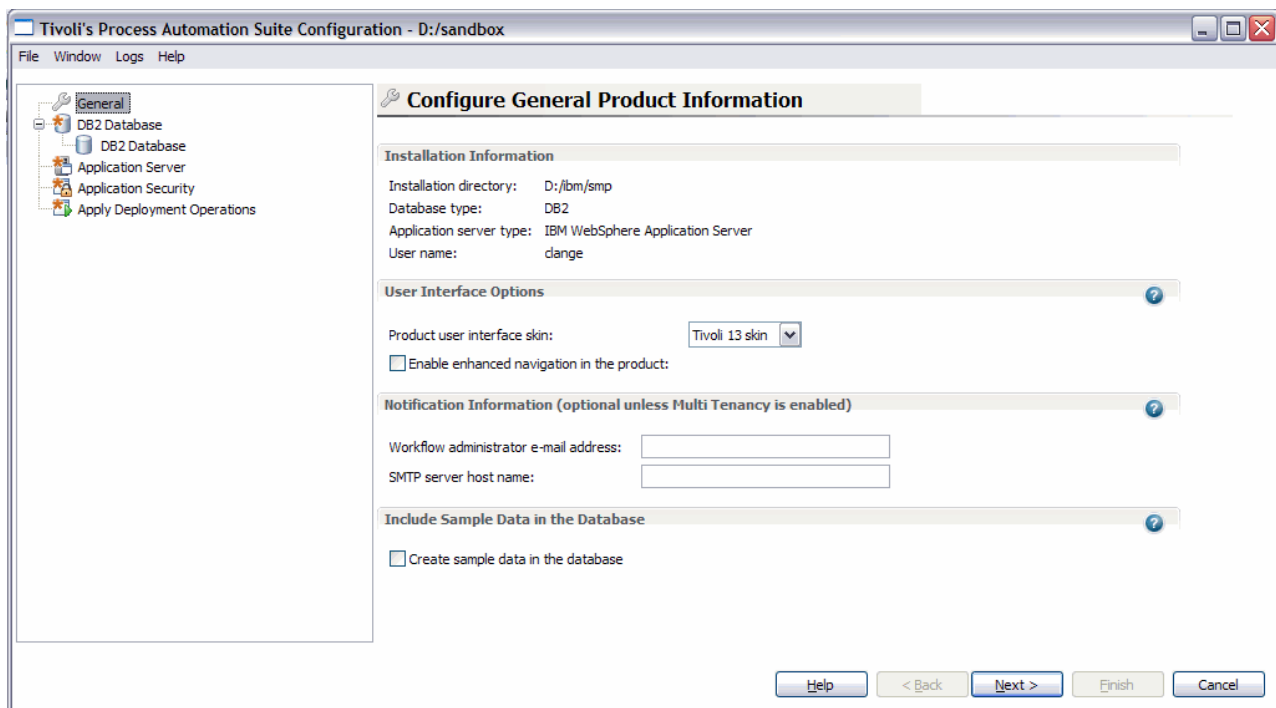 Tivoli's Process Automation Suite Configuration - D:/sandbox
File Window Logs Help
General
DB2 Database
DB2 Database
Application Server
Application Security
Apply Deployment Operations
Configure General Product Information
Installation Information
Installation directory: D:/ibm/smp
Database type: DB2
Application server type: IBM WebSphere Application Server
User name: clange
User Interface Options
Product user interface skin: Tivoli 13 skin
Enable enhanced navigation in the product:
Notification Information (optional unless Multi Tenancy is enabled)
Workflow administrator e-mail address:
SMTP server host name:
Include Sample Data in the Database
Create sample data in the database
Help < Back Next > Finish Cancel